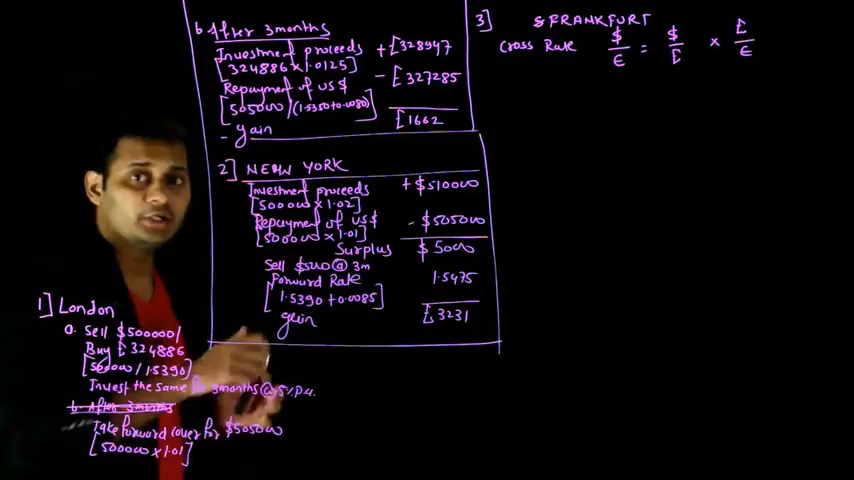 1] London
a. Sell $500000/
Buy £324886
[500000/1.5390]
Invest the same for 3months @ 5%.p.a.
b. After 3months
Take forward cover for $505000
[500000 x 1.01]
b. After 3months
Investment proceeds +£328947
[324886 x 1.0125]
Repayment of US $ - £327285
[505000/(1.5350+0.0080)]
- gain £1662
2] NEW YORK
Investment proceeds + $510000
[500000 x 1.02]
Repayment of US$ - $505000
[500000 x 1.01]
Surplus $ 5000
Sell $5000 @ 3m
Forward Rate 1.5475
[1.5390 + 0.0085]
gain £3231
3] FRANKFURT
Cross Rate $/€ = $/£ x £/€